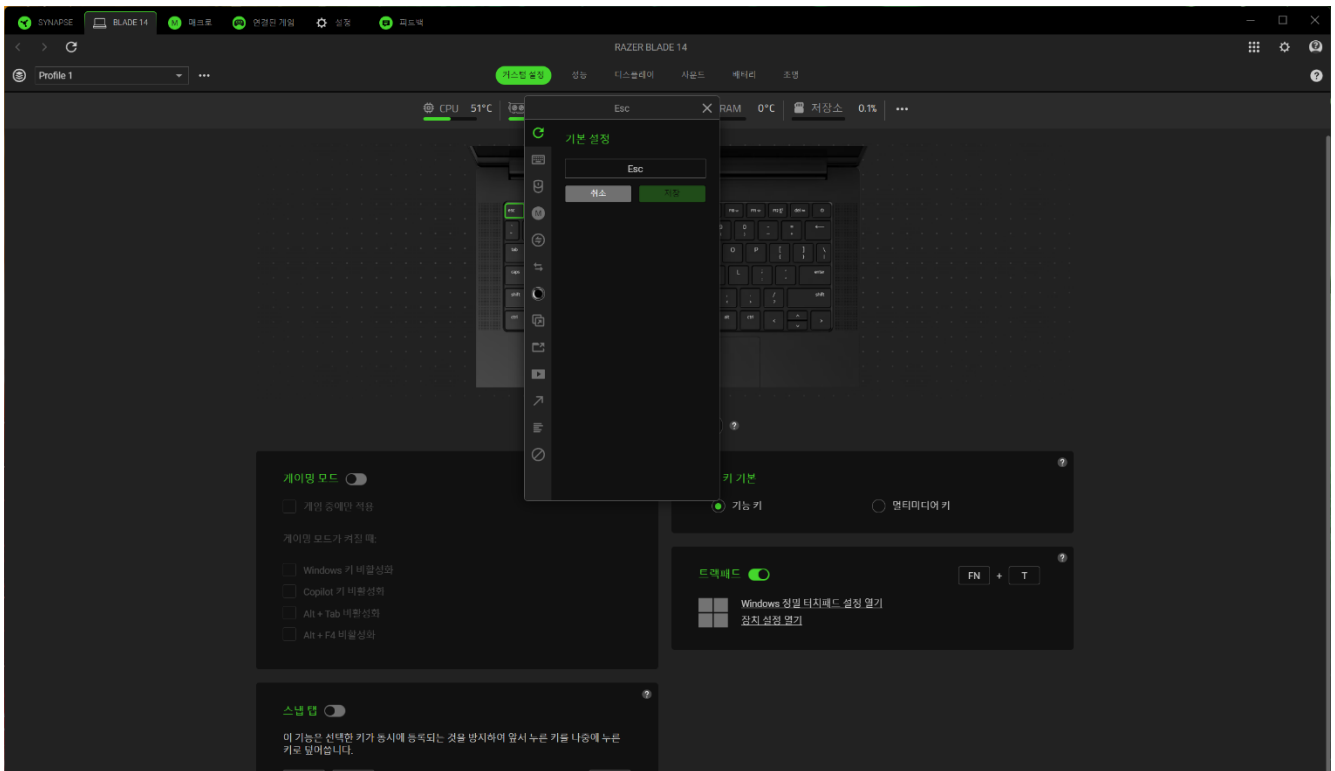 SYNAPSE BLADE 14 매크로 연결된 게임 설정 피드백
RAZER BLADE 14
Profile 1
커스텀 설정 성능 디스플레이 사운드 배터리 조명
CPU 51°C RAM 0°C 저장소 0.1%
Esc
기본 설정
Esc
취소 저장
게이밍 모드
게임 중에만 적용
게이밍 모드가 켜질 때:
Windows 키 비활성화
Copilot 키 비활성화
Alt + Tab 비활성화
Alt + F4 비활성화
키 기본
기능 키 멀티미디어 키
트랙패드 FN + T
Windows 정밀 터치패드 설정 열기
장치 설정 열기
스냅 탭
이 기능은 선택한 키가 동시에 등록되는 것을 방지하여 앞서 누른 키를 나중에 누른
키로 덮어씁니다.